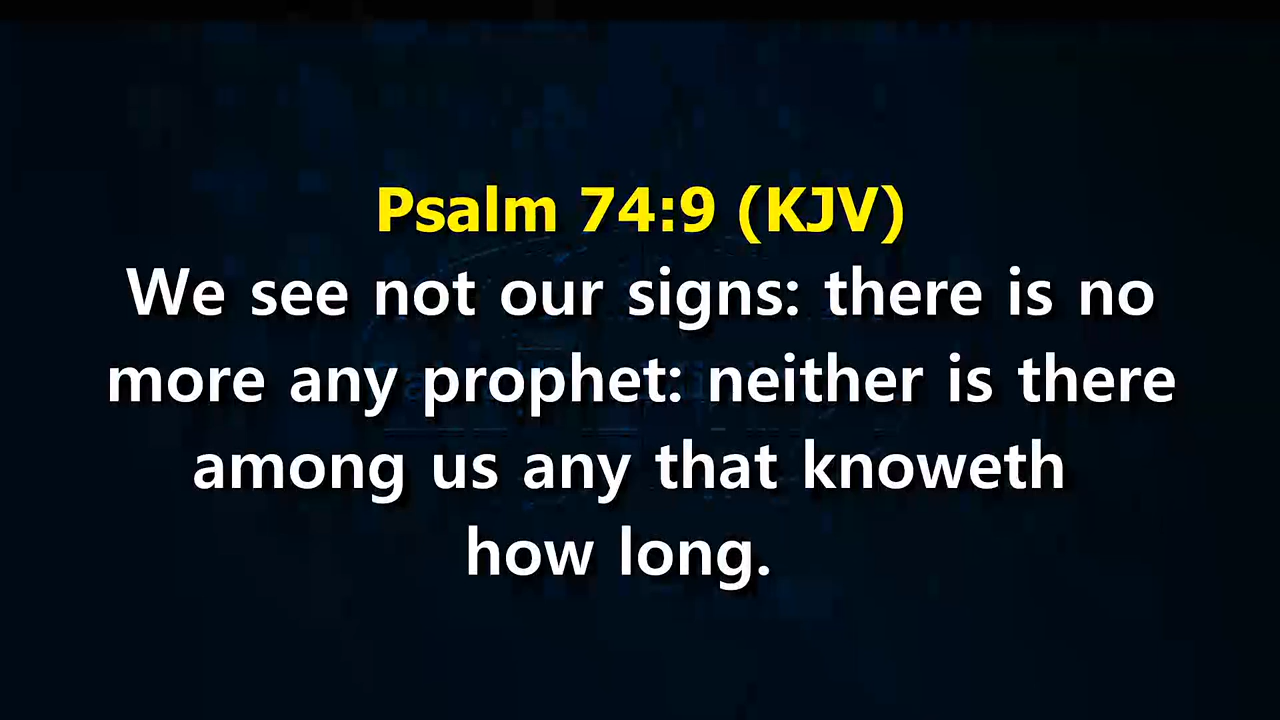 Psalm 74:9 (KJV)
We see not our signs: there is no
more any prophet: neither is there
among us any that knoweth
how long.